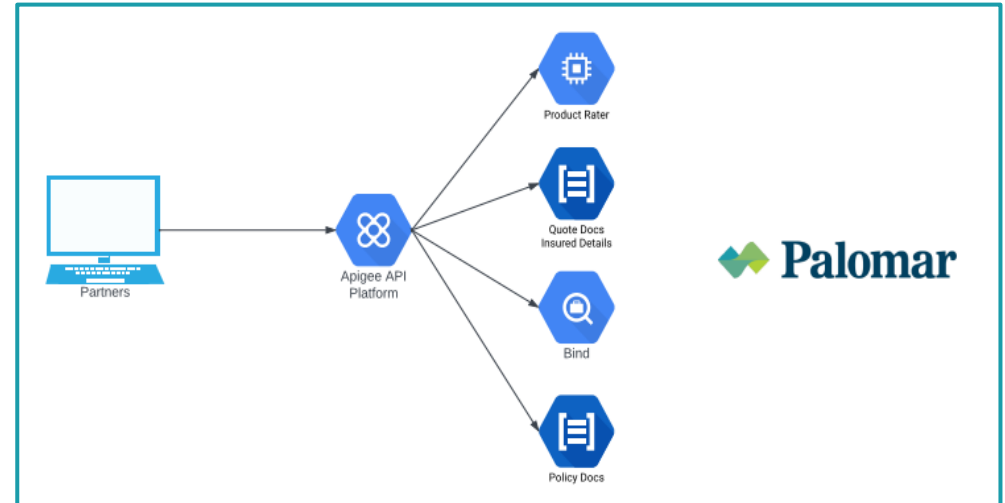 Product Rater
Quote Docs
Insured Details
Partners
Apigee API
Platform
Palomar
Bind
Policy Docs